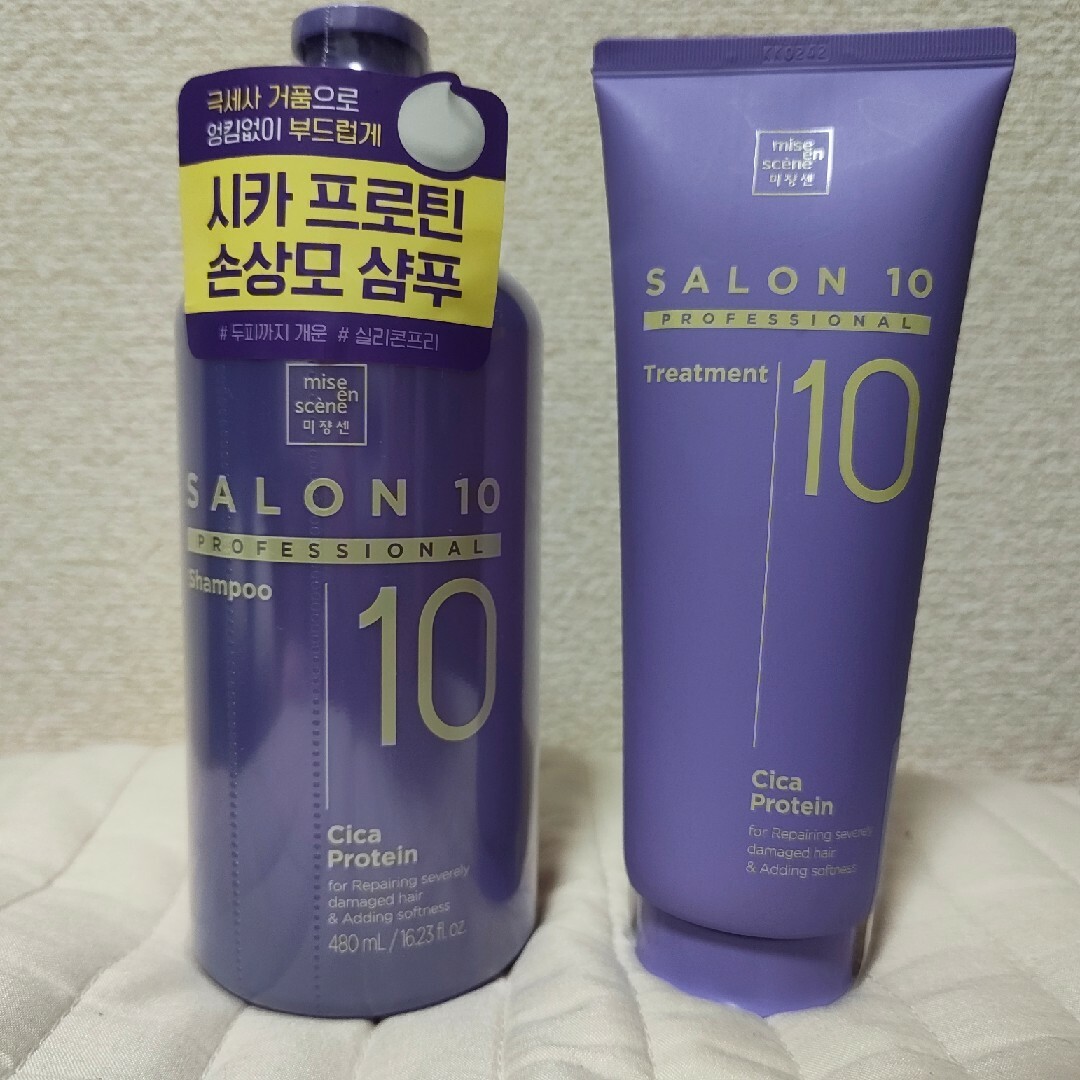 극세사 거품으로
엉킴없이 부드럽게
시카 프로틴
손상모 샴푸
# 두피까지 개운 # 실리콘프리
mise
en
scène
미쟝센
SALON 10
PROFESSIONAL
Shampoo
10
Cica
Protein
for Repairing severely
damaged hair
& Adding softness
480 mL / 16.23 fl. oz
mise
en
scène
미쟝센
SALON 10
PROFESSIONAL
Treatment
10
Cica
Protein
for Repairing severely
damaged hair
& Adding softness